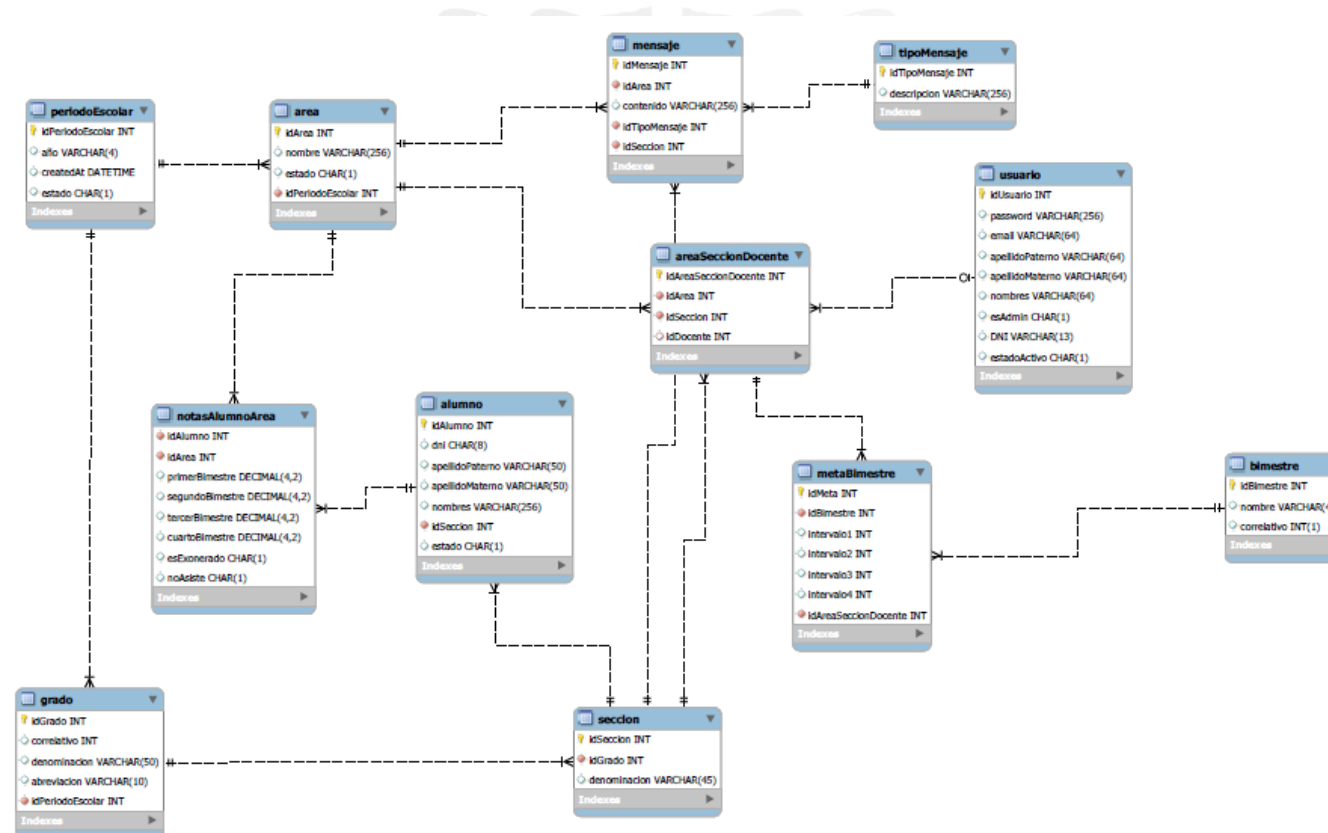 mensaje
idMensaje INT
idArea INT
contenido VARCHAR(256)
idTipoMensaje INT
idSeccion INT
Indexes
tipoMensaje
idTipoMensaje INT
descripcion VARCHAR(256)
Indexes
periodoEscolar
idPeriodoEscolar INT
año VARCHAR(4)
createdAt DATETIME
estado CHAR(1)
Indexes
area
idArea INT
nombre VARCHAR(256)
estado CHAR(1)
idPeriodoEscolar INT
Indexes
usuario
idUsuario INT
password VARCHAR(256)
email VARCHAR(64)
apellidoPaterno VARCHAR(64)
apellidoMaterno VARCHAR(64)
nombres VARCHAR(64)
esAdmin CHAR(1)
DNI VARCHAR(13)
estadoActivo CHAR(1)
Indexes
areaSeccionDocente
idAreaSeccionDocente INT
idArea INT
idSeccion INT
idDocente INT
Indexes
notasAlumnoArea
idAlumno INT
idArea INT
primerBimestre DECIMAL(4,2)
segundoBimestre DECIMAL(4,2)
tercerBimestre DECIMAL(4,2)
cuartoBimestre DECIMAL(4,2)
esExonerado CHAR(1)
noAsiste CHAR(1)
Indexes
alumno
idAlumno INT
dni CHAR(8)
apellidoPaterno VARCHAR(50)
apellidoMaterno VARCHAR(50)
nombres VARCHAR(256)
idSeccion INT
estado CHAR(1)
Indexes
metaBimestre
idMeta INT
idBimestre INT
intervalo1 INT
intervalo2 INT
intervalo3 INT
intervalo4 INT
idAreaSeccionDocente INT
Indexes
bimestre
idBimestre INT
nombre VARCHAR(4
correlativo INT(1)
Indexes
grado
idGrado INT
correlativo INT
denominacion VARCHAR(50)
abreviacion VARCHAR(10)
idPeriodoEscolar INT
Indexes
seccion
idSeccion INT
idGrado INT
denominacion VARCHAR(45)
Indexes